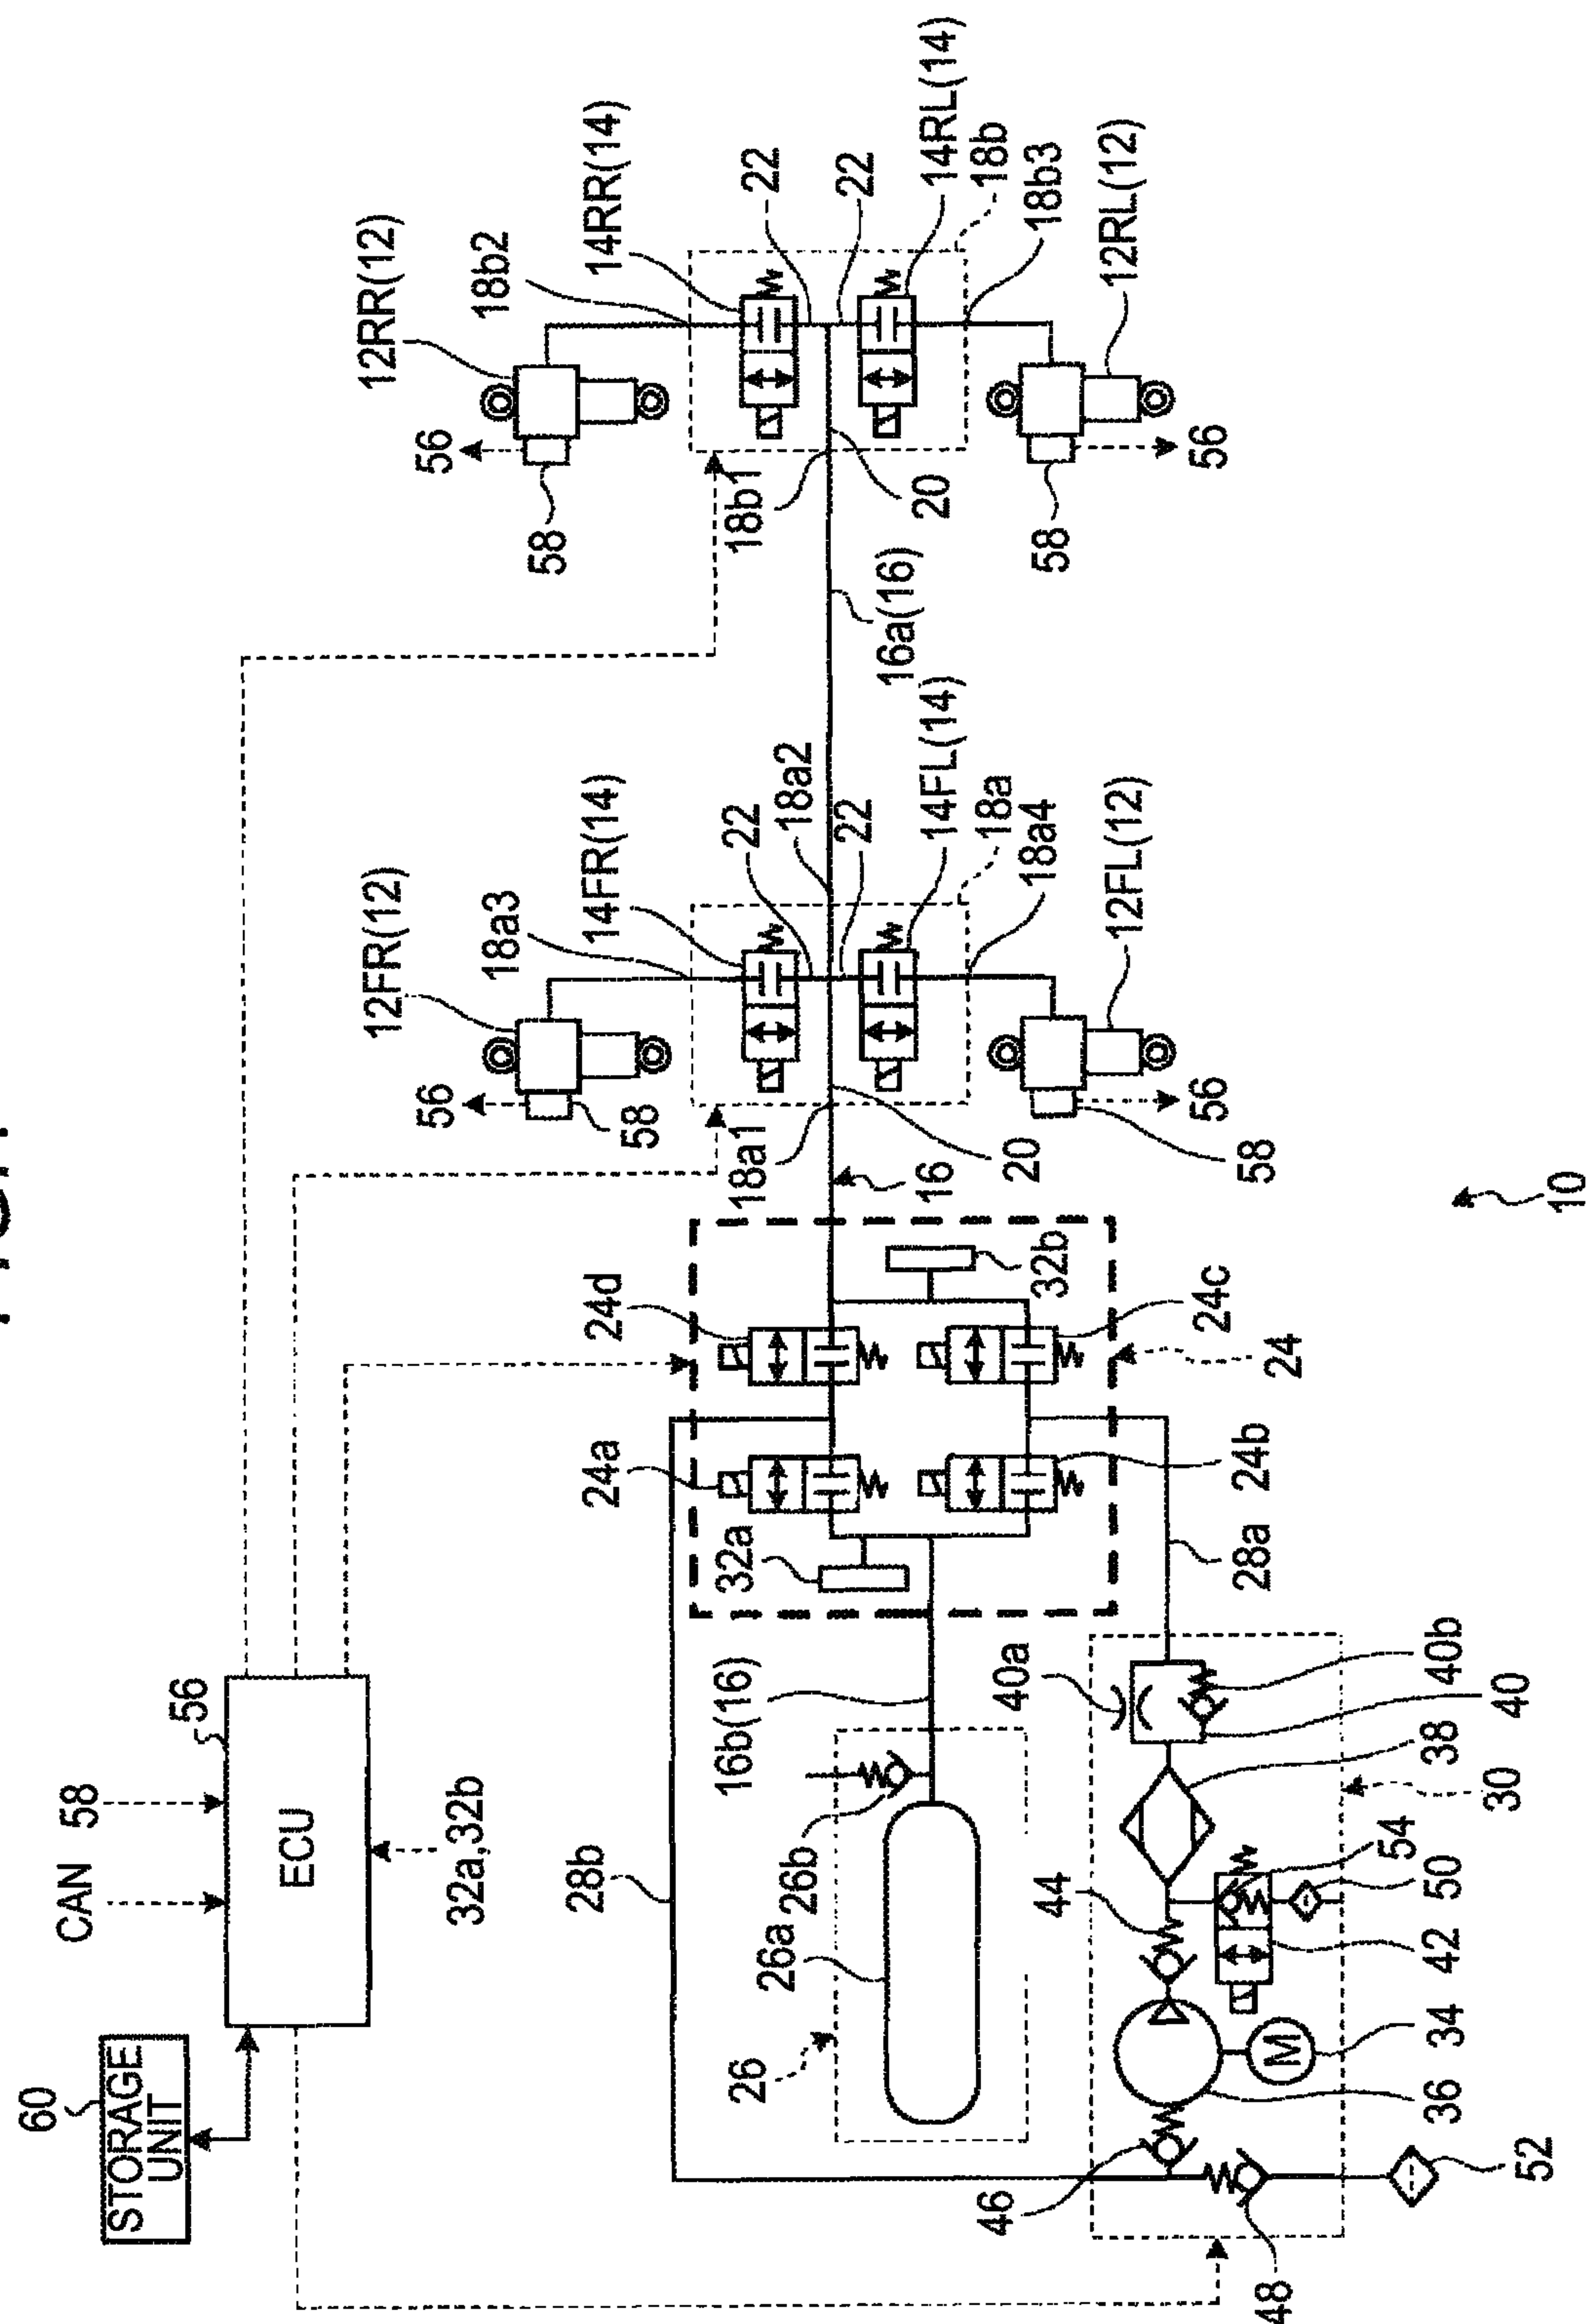 60
STORAGE
UNIT
CAN
58
56
ECU
32a,32b
12FR(12)
18a3
14FR(14)
22
18a2
22
14FL(14)
18a
18a4
12FL(12)
56
58
18a1
20
16
58
56
12RR(12)
18b2
14RR(14)
22
22
14RL(14)
18b
18b3
12RL(12)
56
58
18b1
20
16a(16)
58
56
24d
32b
24c
24
24a
32a
24b
28a
28b
16b(16)
26b
26a
26
40a
40b
40
38
30
54
50
44
42
34
M
36
46
48
52
10